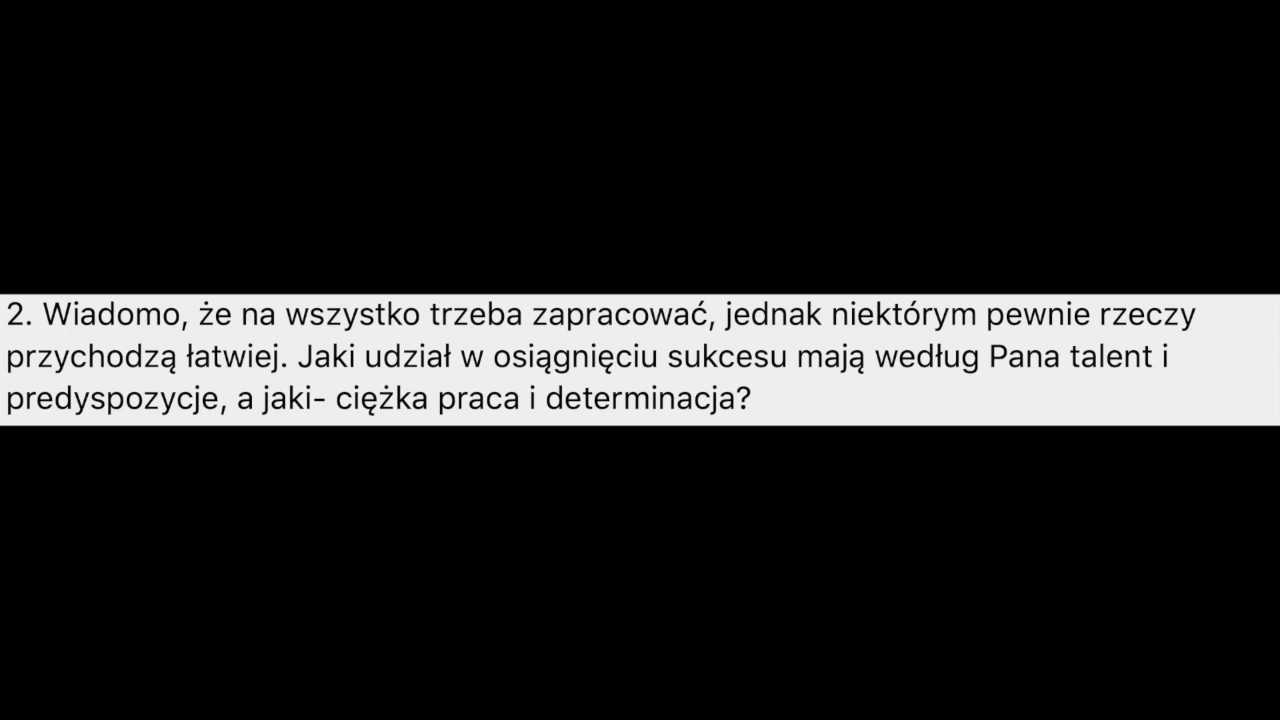 2. Wiadomo, że na wszystko trzeba zapracować, jednak niektórym pewnie rzeczy
przychodzą łatwiej. Jaki udział w osiągnięciu sukcesu mają według Pana talent i
predyspozycje, a jaki- ciężka praca i determinacja?